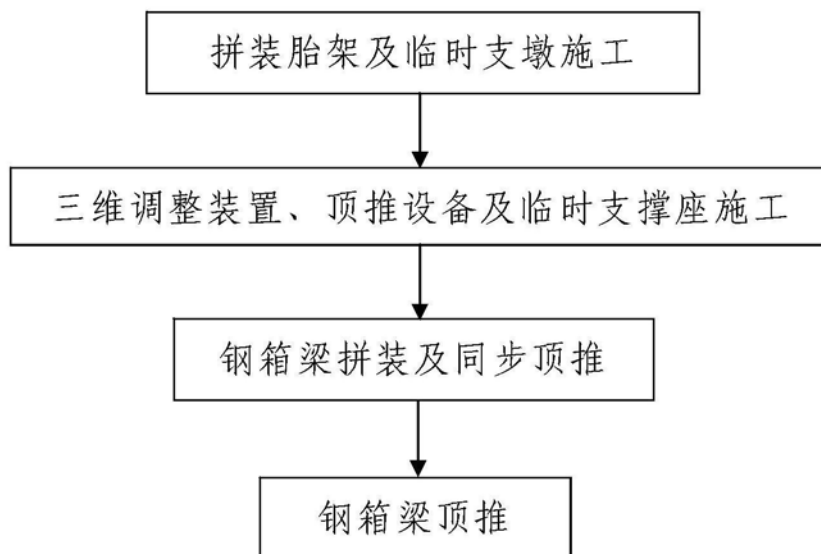 拼装胎架及临时支墩施工
三维调整装置、顶推设备及临时支撑座施工
钢箱梁拼装及同步顶推
钢箱梁顶推